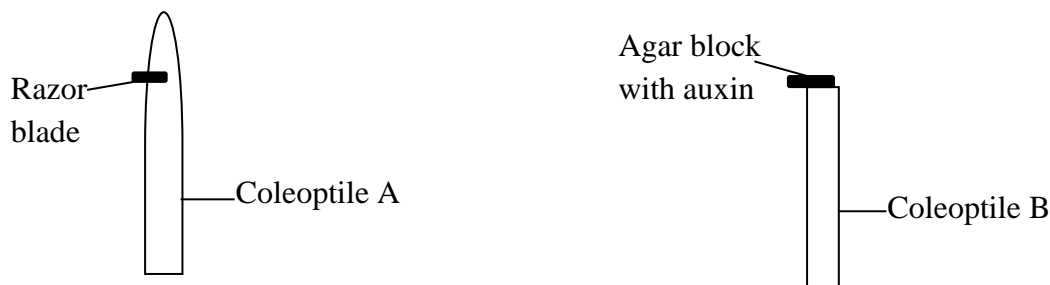 Razor
blade
Coleoptile A
Agar block
with auxin
Coleoptile B